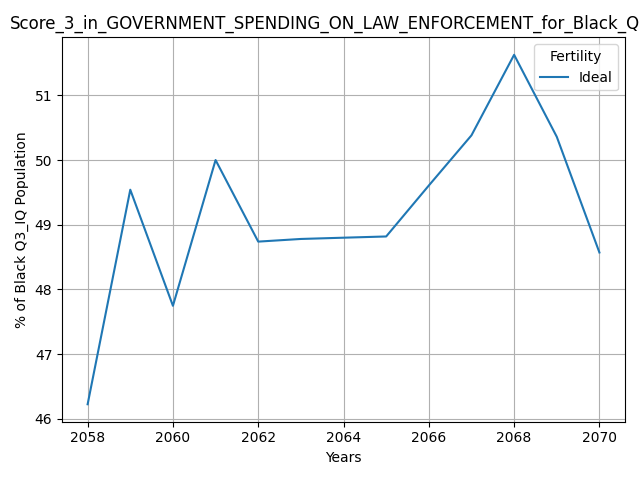 Score_3_in_GOVERNMENT_SPENDING_ON_LAW_ENFORCEMENT_for_Black_Q
Fertility
Ideal
51
50
49
48
47
46
% of Black Q3_IQ Population
2058 2060 2062 2064 2066 2068 2070
Years